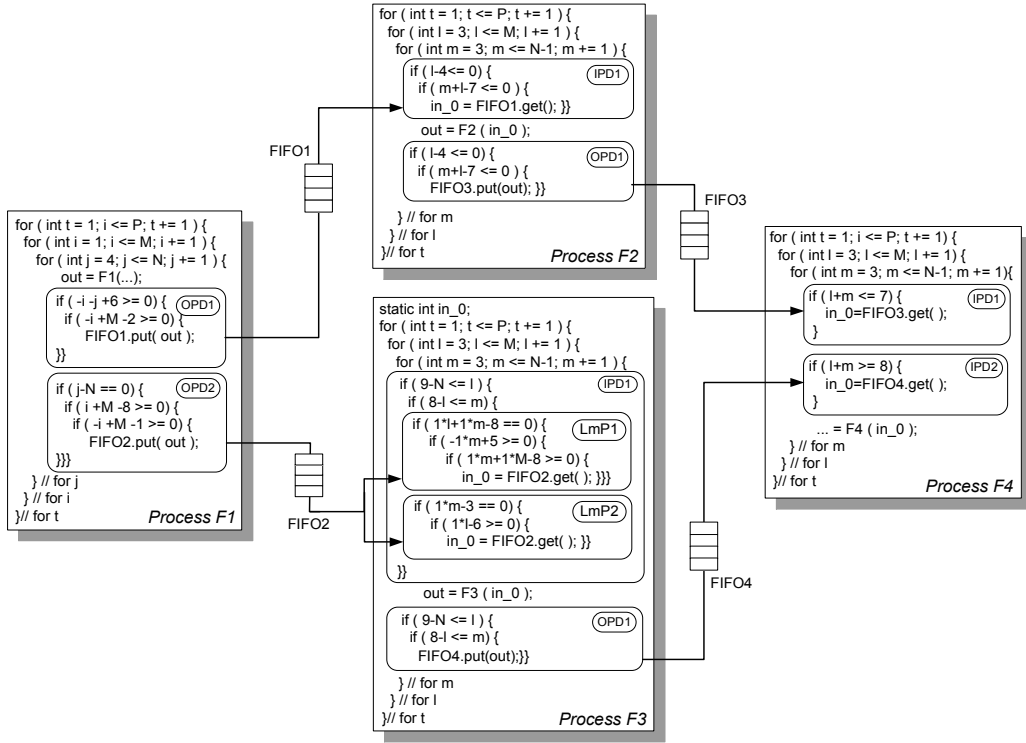 for ( int t = 1; t <= P; t += 1 ) {
for ( int l = 3; l <= M; l += 1 ) {
for ( int m = 3; m <= N-1; m += 1 ) {
if ( l-4<= 0) {
IPD1
if ( m+l-7 <= 0 ) {
in_0 = FIFO1.get(); }}
out = F2 ( in_0 );
if ( l-4 <= 0) {
OPD1
if ( m+l-7 <= 0 ) {
FIFO3.put(out); }}
} // for m
} // for l
}// for t
Process F2
FIFO1
FIFO3
for ( int t = 1; i <= P; t += 1 ) {
for ( int i = 1; i <= M; i += 1 ) {
for ( int j = 4; j <= N; j += 1 ) {
out = F1(...);
if ( -i -j +6 >= 0) {
OPD1
if ( -i +M -2 >= 0) {
FIFO1.put( out );
}}
if ( j-N == 0) {
OPD2
if ( i +M -8 >= 0) {
if ( -i +M -1 >= 0) {
FIFO2.put( out );
}}}
} // for j
} // for i
}// for t
Process F1
FIFO2
static int in_0;
for ( int t = 1; t <= P; t += 1 ) {
for ( int l = 3; l <= M; l += 1 ) {
for ( int m = 3; m <= N-1; m += 1 ) {
if ( 9-N <= l ) {
IPD1
if ( 8-l <= m) {
if ( 1*l+1*m-8 == 0) {
LmP1
if ( -1*m+5 >= 0) {
if ( 1*m+1*M-8 >= 0) {
in_0 = FIFO2.get( ); }}}
if ( 1*m-3 == 0) {
LmP2
if ( 1*l-6 >= 0) {
in_0 = FIFO2.get( ); }}
}}
out = F3 ( in_0 );
if ( 9-N <= l ) {
OPD1
if ( 8-l <= m) {
FIFO4.put(out);}}
} // for m
} // for l
}// for t
Process F3
FIFO4
for ( int t = 1; i <= P; t += 1) {
for ( int l = 3; l <= M; l += 1) {
for ( int m = 3; m <= N-1; m += 1){
if ( l+m <= 7) {
IPD1
in_0=FIFO3.get( );
}
if ( l+m >= 8) {
IPD2
in_0=FIFO4.get( );
}
... = F4 ( in_0 );
} // for m
} // for l
}// for t
Process F4